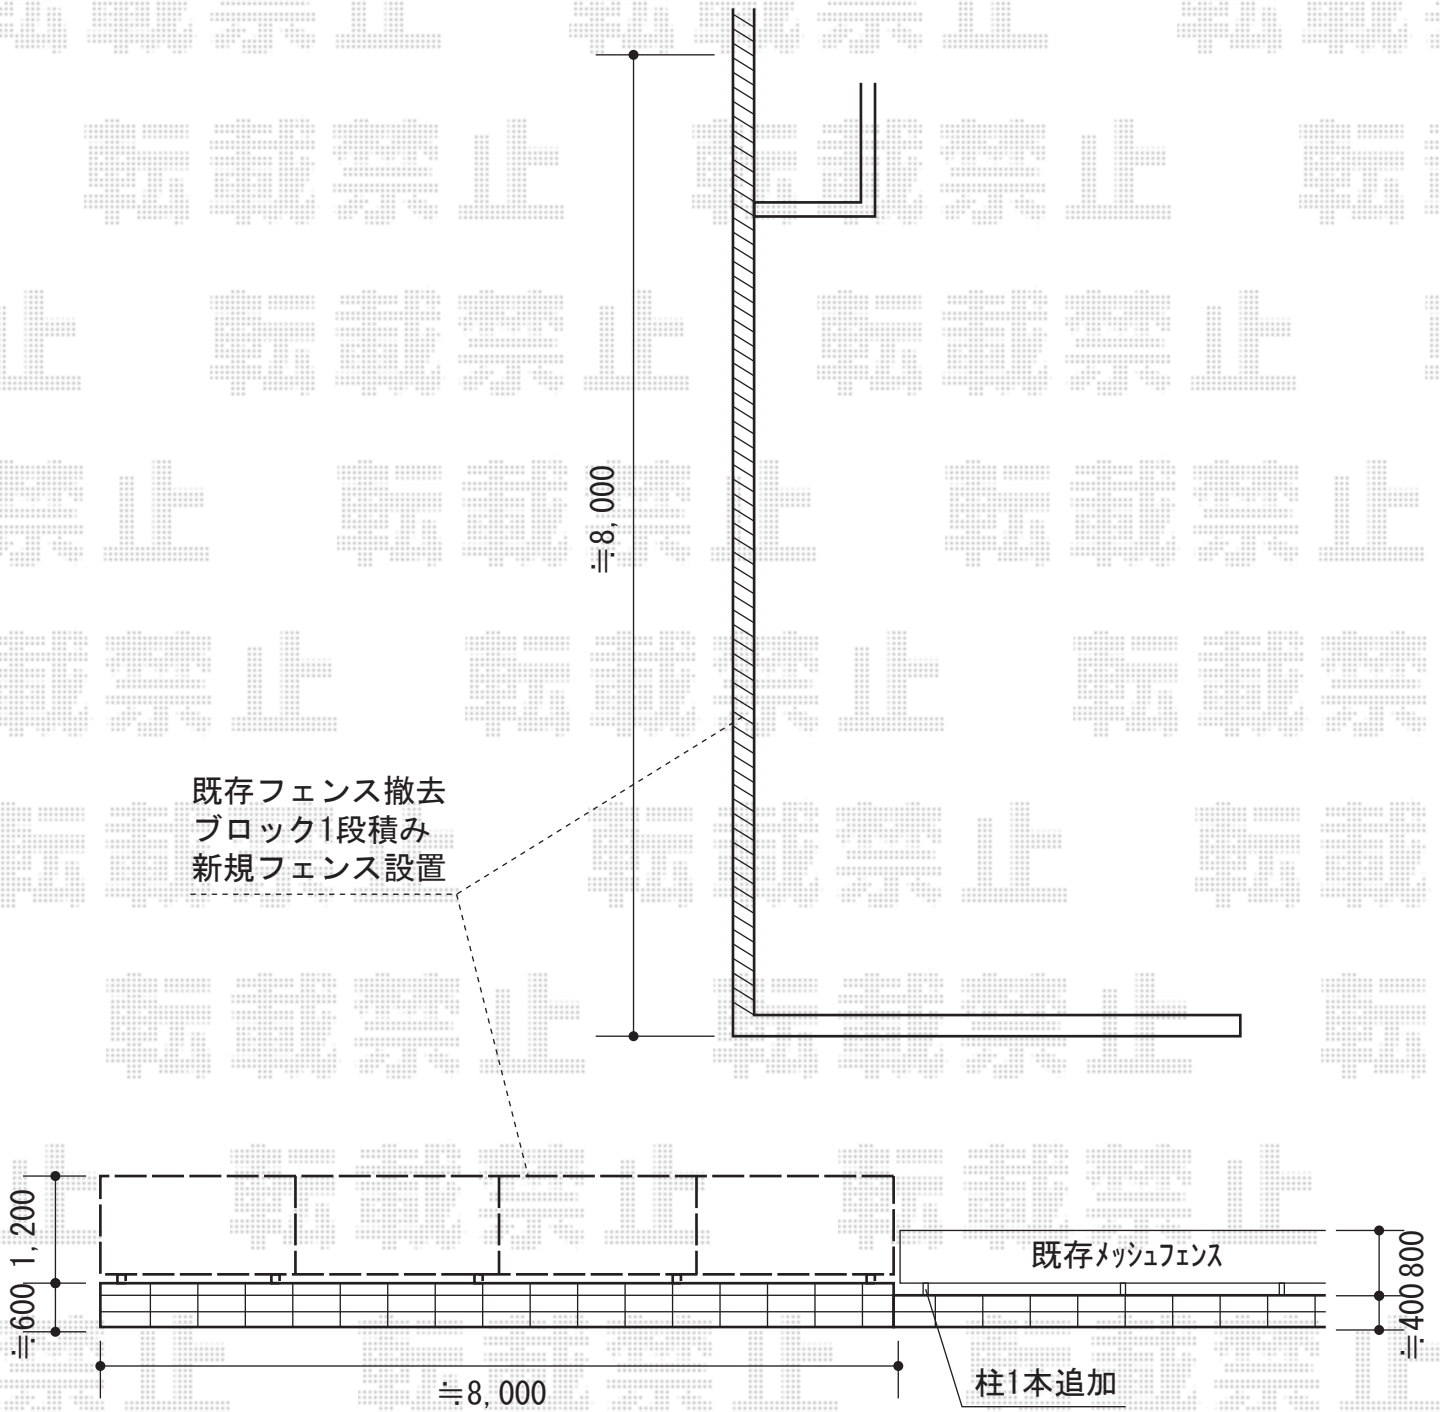 ≒8,000
既存フェンス撤去
ブロック1段積み
新規フェンス設置
1,200
≒600
≒8,000
既存メッシュフェンス
800
≒400
柱1本追加
転載禁止